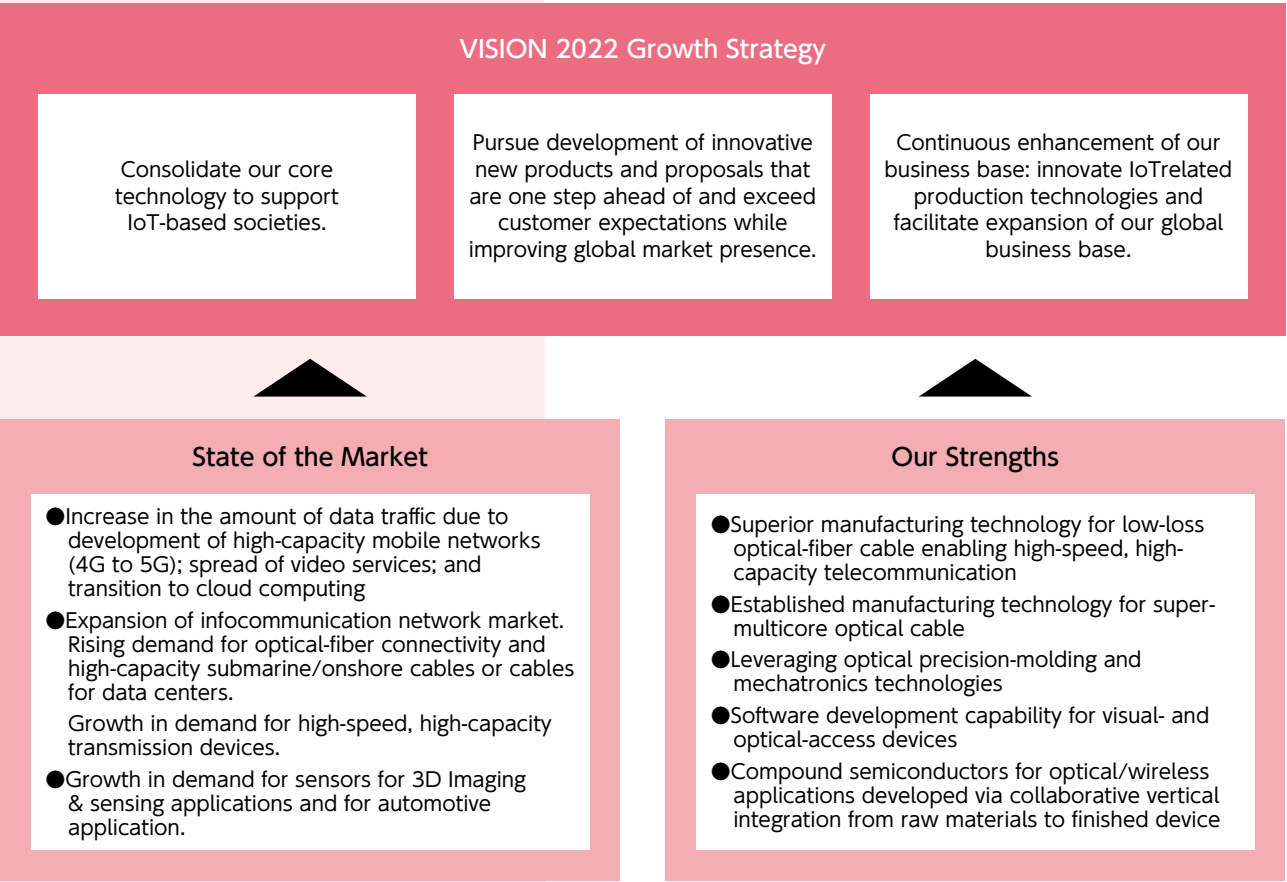 VISION 2022 Growth Strategy
Consolidate our core
technology to support
IoT-based societies.
Pursue development of innovative
new products and proposals that
are one step ahead of and exceed
customer expectations while
improving global market presence.
Continuous enhancement of our
business base: innovate IoTrelated
production technologies and
facilitate expansion of our global
business base.
State of the Market
●Increase in the amount of data traffic due to
development of high-capacity mobile networks
(4G to 5G); spread of video services; and
transition to cloud computing
●Expansion of infocommunication network market.
Rising demand for optical-fiber connectivity and
high-capacity submarine/onshore cables or cables
for data centers.
Growth in demand for high-speed, high-capacity
transmission devices.
●Growth in demand for sensors for 3D Imaging
& sensing applications and for automotive
application.
Our Strengths
●Superior manufacturing technology for low-loss
optical-fiber cable enabling high-speed, high-
capacity telecommunication
●Established manufacturing technology for super-
multicore optical cable
●Leveraging optical precision-molding and
mechatronics technologies
●Software development capability for visual- and
optical-access devices
●Compound semiconductors for optical/wireless
applications developed via collaborative vertical
integration from raw materials to finished device